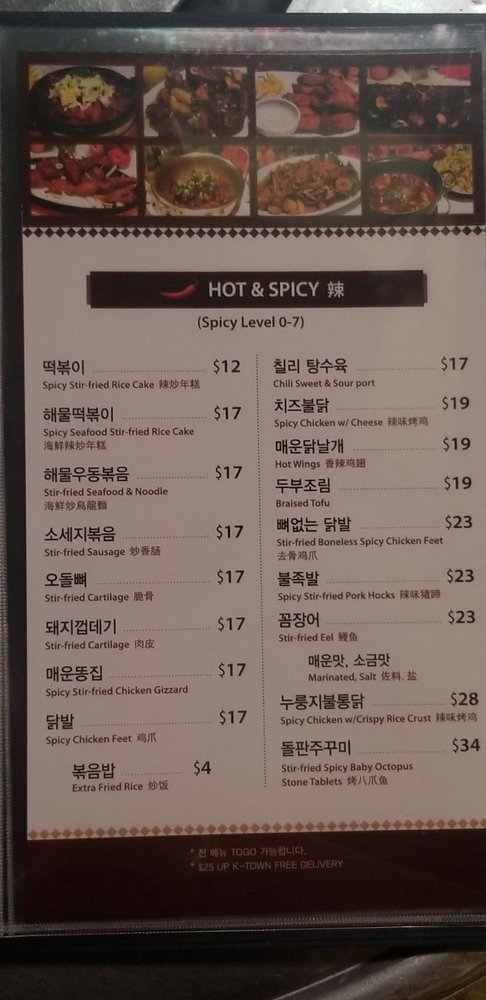 HOT & SPICY 辣
(Spicy Level 0-7)
떡볶이 $12
Spicy Stir-fried Rice Cake 辣炒年糕
해물떡볶이 $17
Spicy Seafood Stir-fried Rice Cake
海鮮辣炒年糕
해물우동볶음 $17
Stir-fried Seafood & Noodle
海鮮炒烏龍麵
소세지볶음 $17
Stir-fried Sausage 炒香肠
오돌뼈 $17
Stir-fried Cartilage 脆骨
돼지껍데기 $17
Stir-fried Cartilage 肉皮
매운똥집 $17
Spicy Stir-fried Chicken Gizzard
닭발 $17
Spicy Chicken Feet 鸡爪
볶음밥 $4
Extra Fried Rice 炒饭
칠리 탕수육 $17
Chili Sweet & Sour port
치즈불닭 $19
Spicy Chicken w/ Cheese 辣味烤鸡
매운닭날개 $19
Hot Wings 香辣鸡翅
두부조림 $19
Braised Tofu
뼈없는 닭발 $23
Stir-fried Boneless Spicy Chicken Feet
去骨鸡爪
불족발 $23
Spicy Stir-fried Pork Hocks 辣味猪蹄
꼼장어 $23
Stir-fried Eel 鳗鱼
매운맛, 소금맛
Marinated, Salt 佐料, 盐
누룽지불통닭 $28
Spicy Chicken w/Crispy Rice Crust 辣味烤鸡
돌판주꾸미 $34
Stir-fried Spicy Baby Octopus
Stone Tablets 烤八爪鱼
* 전 메뉴 TOGO 가능합니다.
* $25 UP K-TOWN FREE DELIVERY